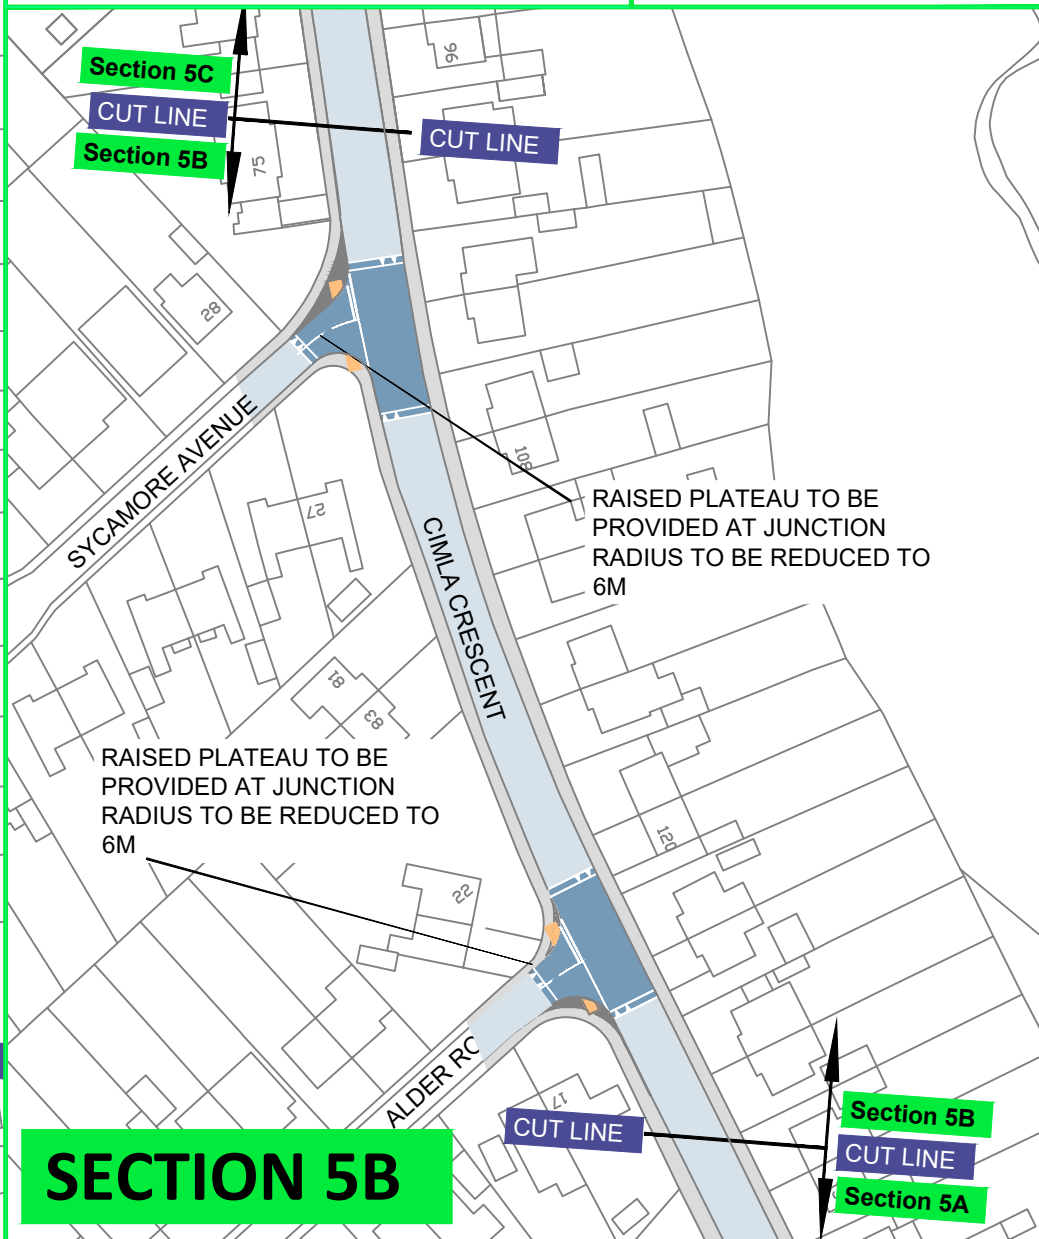 Section 5C
CUT LINE
Section 5B
CUT LINE
96
75
28
SYCAMORE AVENUE
108
27
RAISED PLATEAU TO BE
PROVIDED AT JUNCTION
RADIUS TO BE REDUCED TO
6M
CIMLA CRESCENT
81
83
RAISED PLATEAU TO BE
PROVIDED AT JUNCTION
RADIUS TO BE REDUCED TO
6M
120
22
ALDER RO
17
CUT LINE
Section 5B
CUT LINE
Section 5A
SECTION 5B